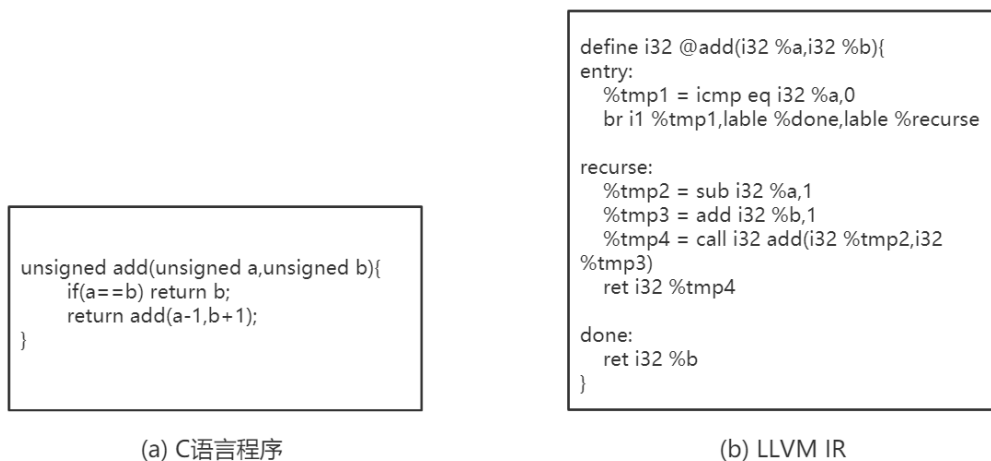 unsigned add(unsigned a,unsigned b){
if(a==b) return b;
return add(a-1,b+1);
}
(a) C语言程序
define i32 @add(i32 %a,i32 %b){
entry:
%tmp1 = icmp eq i32 %a,0
br i1 %tmp1,lable %done,lable %recurse
recurse:
%tmp2 = sub i32 %a,1
%tmp3 = add i32 %b,1
%tmp4 = call i32 add(i32 %tmp2,i32
%tmp3)
ret i32 %tmp4
done:
ret i32 %b
}
(b) LLVM IR